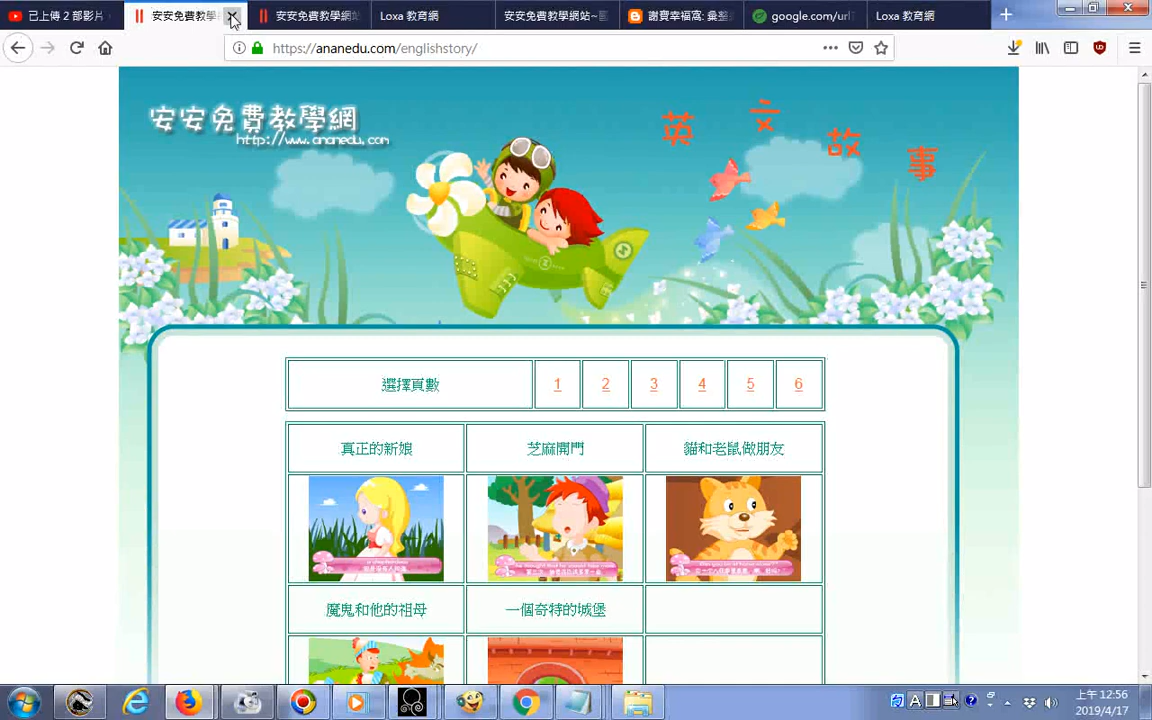 已上傳 2 部影片
安安免費教學
安安免費教學網站
Loxa 教育網
安安免費教學網站~
謝寶幸福窩:
google.com/url
Loxa 教育網
https://ananedu.com/englishstory/
安安免費教學網
http://www.ananedu.com
英文故事
選擇頁數 1 2 3 4 5 6
真正的新娘 芝麻開門 貓和老鼠做朋友
魔鬼和他的祖母 一個奇特的城堡
上午 12:56
2019/4/17